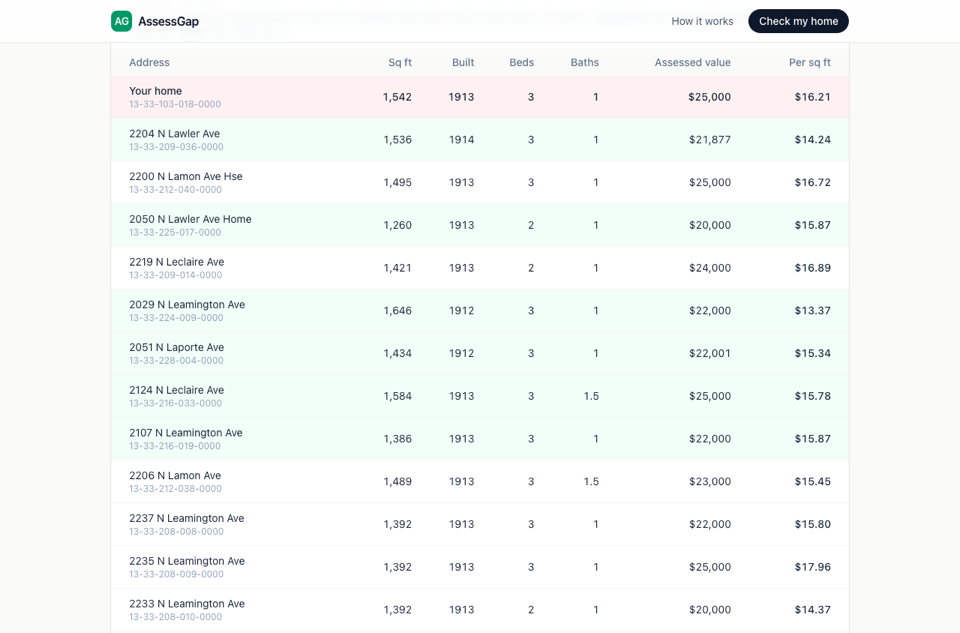 AG AssessGap How it works Check my home
Address Sq ft Built Beds Baths Assessed value Per sq ft
Your home
13-33-103-018-0000
1,542 1913 3 1 $25,000 $16.21
2204 N Lawler Ave
13-33-209-036-0000
1,536 1914 3 1 $21,877 $14.24
2200 N Lamon Ave Hse
13-33-212-040-0000
1,495 1913 3 1 $25,000 $16.72
2050 N Lawler Ave Home
13-33-225-017-0000
1,260 1913 2 1 $20,000 $15.87
2219 N Leclaire Ave
13-33-209-014-0000
1,421 1913 2 1 $24,000 $16.89
2029 N Leamington Ave
13-33-224-009-0000
1,646 1912 3 1 $22,000 $13.37
2051 N Laporte Ave
13-33-228-004-0000
1,434 1912 3 1 $22,001 $15.34
2124 N Leclaire Ave
13-33-216-033-0000
1,584 1913 3 1.5 $25,000 $15.78
2107 N Leamington Ave
13-33-216-019-0000
1,386 1913 3 1 $22,000 $15.87
2206 N Lamon Ave
13-33-212-038-0000
1,489 1913 3 1.5 $23,000 $15.45
2237 N Leamington Ave
13-33-208-008-0000
1,392 1913 3 1 $22,000 $15.80
2235 N Leamington Ave
13-33-208-009-0000
1,392 1913 3 1 $25,000 $17.96
2233 N Leamington Ave
13-33-208-010-0000
1,392 1913 2 1 $20,000 $14.37